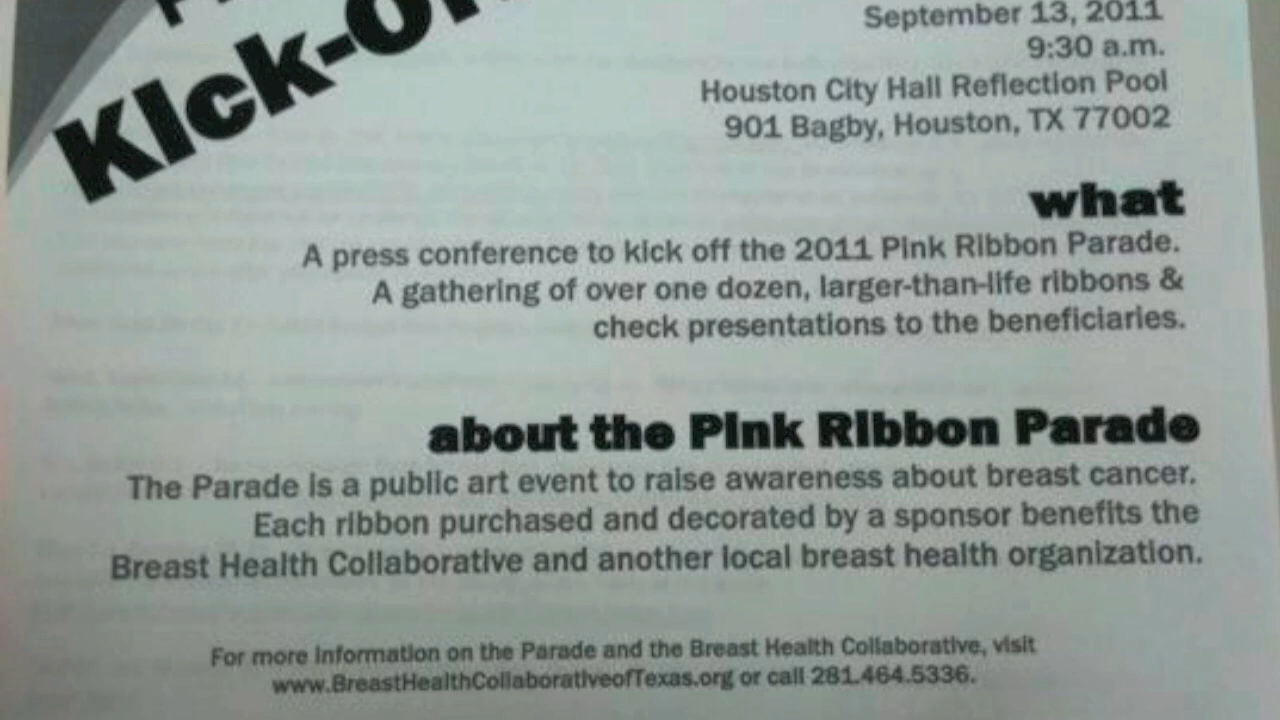 Kick-O
September 13, 2011
9:30 a.m.
Houston City Hall Reflection Pool
901 Bagby, Houston, TX 77002
what
A press conference to kick off the 2011 Pink Ribbon Parade.
A gathering of over one dozen, larger-than-life ribbons &
check presentations to the beneficiaries.
about the Pink Ribbon Parade
The Parade is a public art event to raise awareness about breast cancer.
Each ribbon purchased and decorated by a sponsor benefits the
Breast Health Collaborative and another local breast health organization.
For more information on the Parade and the Breast Health Collaborative, visit
www.BreastHealthCollaborativeofTexas.org or call 281.464.5336.